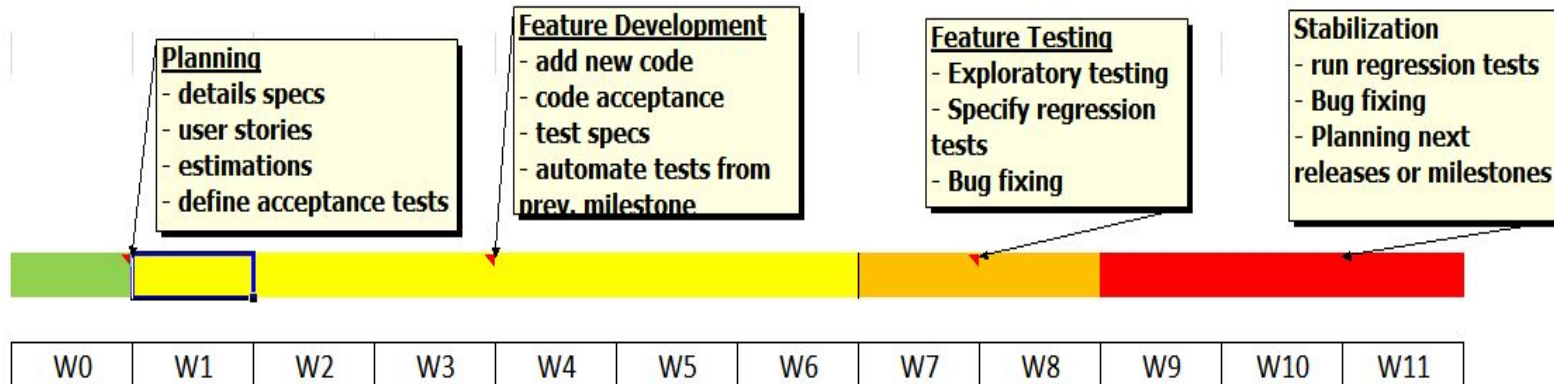 Planning
- details specs
- user stories
- estimations
- define acceptance tests
Feature Development
- add new code
- code acceptance
- test specs
- automate tests from
prev. milestone
Feature Testing
- Exploratory testing
- Specify regression
tests
- Bug fixing
Stabilization
- run regression tests
- Bug fixing
- Planning next
releases or milestones
W0 W1 W2 W3 W4 W5 W6 W7 W8 W9 W10 W11